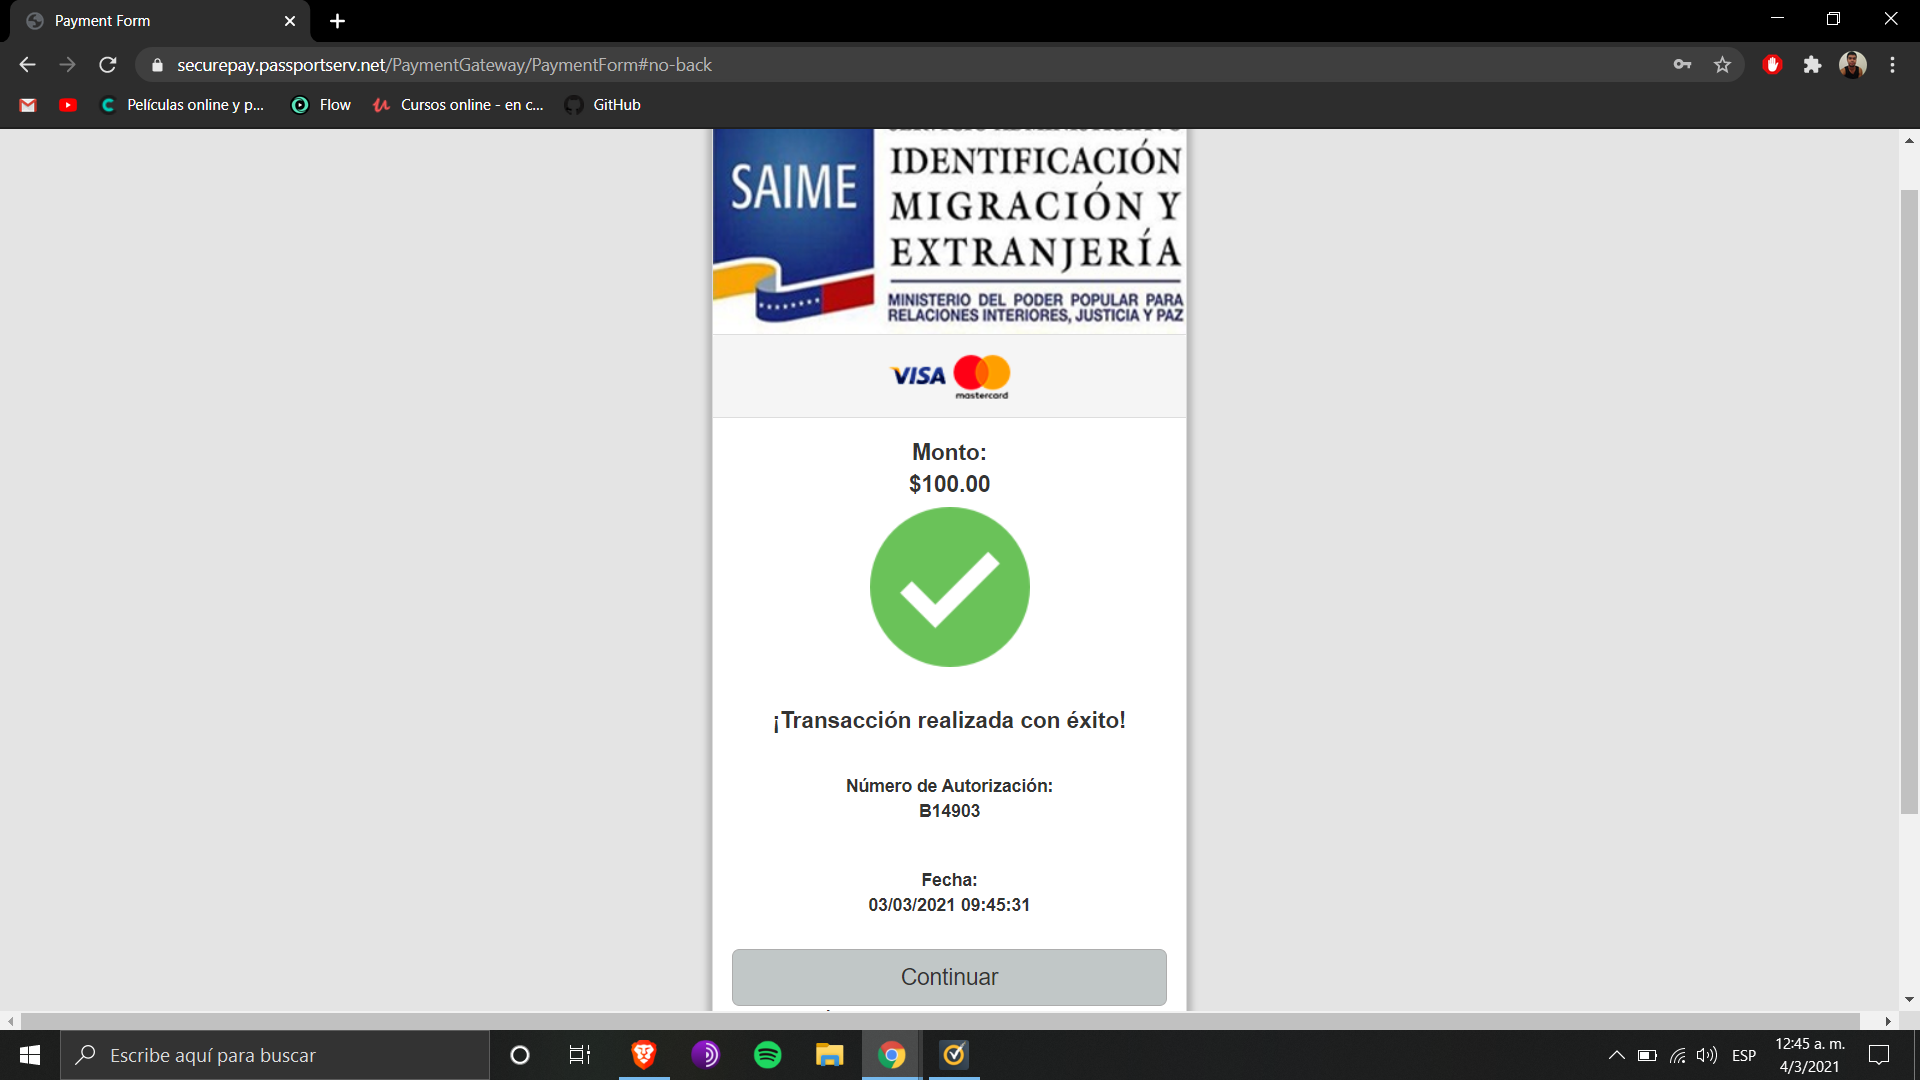 Payment Form
securepay.passportserv.net/PaymentGateway/PaymentForm#no-back
Películas online y p...
Flow
Cursos online - en c...
GitHub
SAIME
IDENTIFICACIÓN
MIGRACIÓN Y
EXTRANJERÍA
MINISTERIO DEL PODER POPULAR PARA
RELACIONES INTERIORES, JUSTICIA Y PAZ
VISA
mastercard
Monto:
$100.00
¡Transacción realizada con éxito!
Número de Autorización:
B14903
Fecha:
03/03/2021 09:45:31
Continuar
Escribe aquí para buscar
ESP
12:45 a. m.
4/3/2021